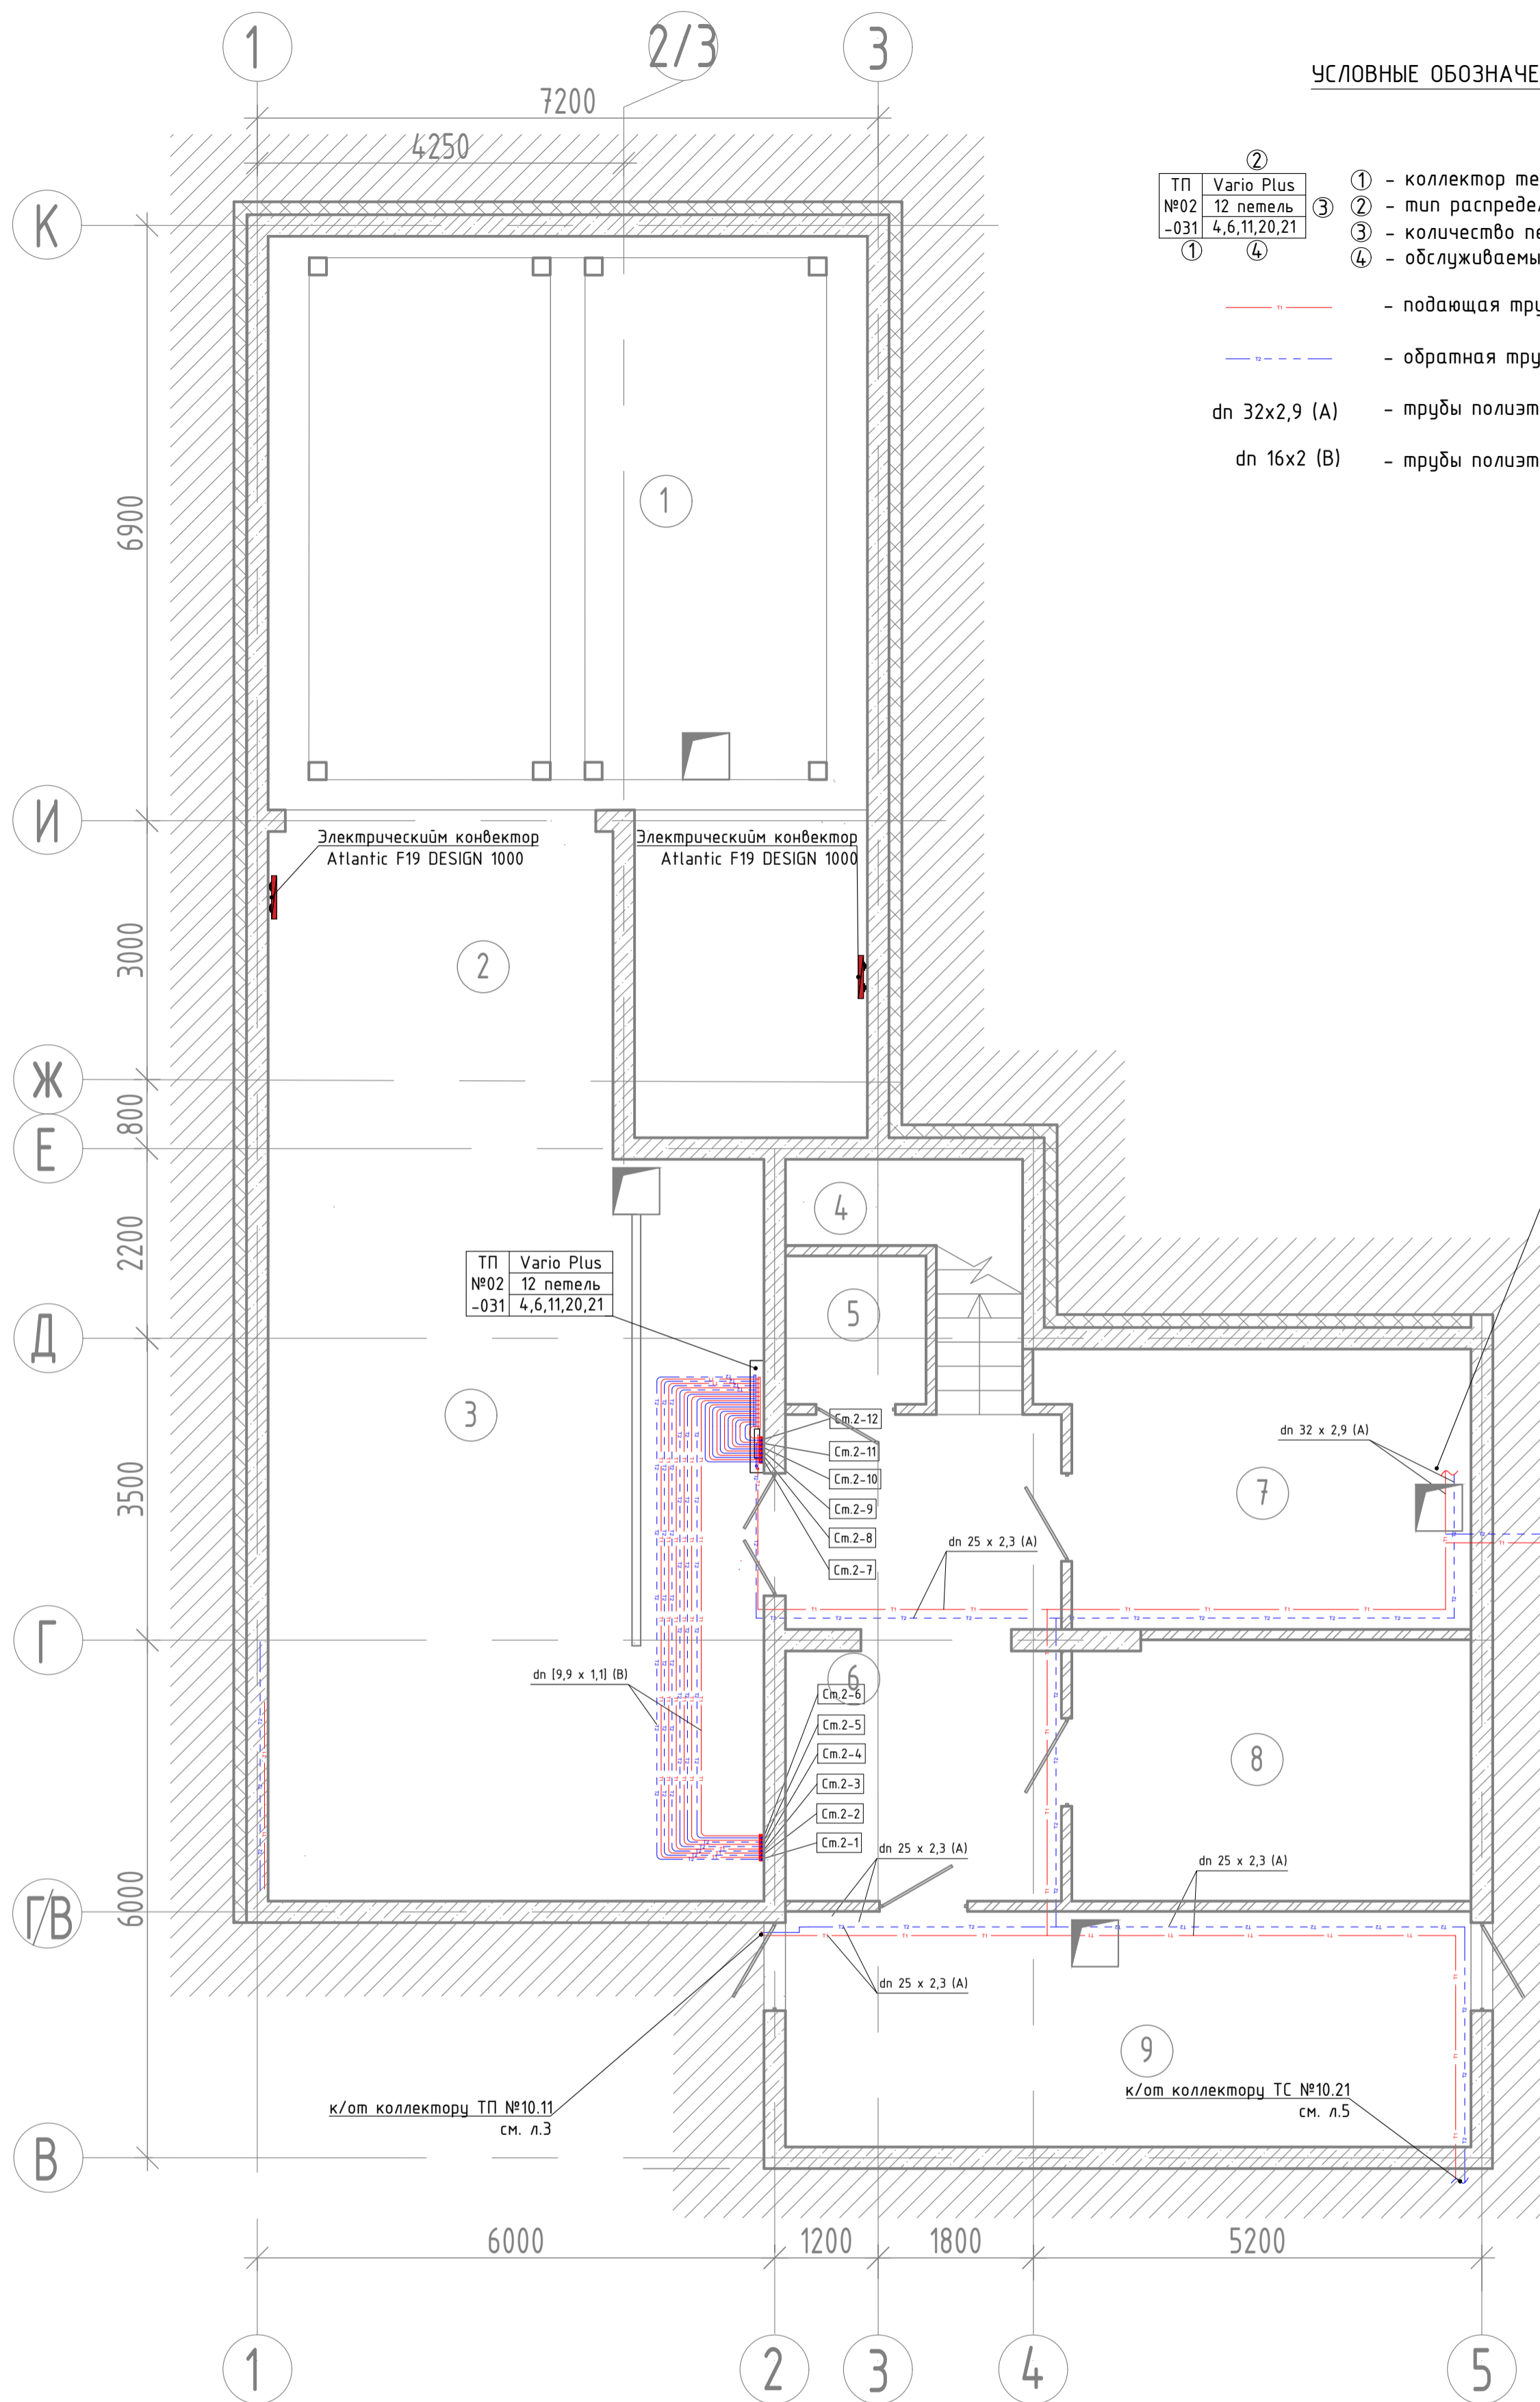 1
2/3
3
7200
4250
УСЛОВНЫЕ ОБОЗНАЧЕ
К
②
ТП Vario Plus
№02 12 петель ③
-031 4,6,11,20,21
① ④
① - коллектор те
② - тип распредел
③ - количество пе
④ - обслуживаемы
T1 - подающая тру
T2 - обратная тру
dn 32x2,9 (A) - трубы полиэт
dn 16x2 (B) - трубы полиэт
6900
1
И
Электрическийм конвектор
Atlantic F19 DESIGN 1000
Электрическийм конвектор
Atlantic F19 DESIGN 1000
3000
2
Ж
800
Е
4
2200
ТП Vario Plus
№02 12 петель
-031 4,6,11,20,21
5
Д
3
Ст.2-12
Ст.2-11
Ст.2-10
Ст.2-9
Ст.2-8
Ст.2-7
dn 32 x 2,9 (A)
7
3500
dn 25 x 2,3 (A)
Г
dn [9,9 x 1,1] (B)
6
Ст.2-6
Ст.2-5
Ст.2-4
Ст.2-3
Ст.2-2
Ст.2-1
8
dn 25 x 2,3 (A)
dn 25 x 2,3 (A)
6000
Г/В
dn 25 x 2,3 (A)
9
к/от коллектору ТП №10.11
см. л.3
к/от коллектору ТС №10.21
см. л.5
В
6000
1200
1800
5200
1
2
3
4
5